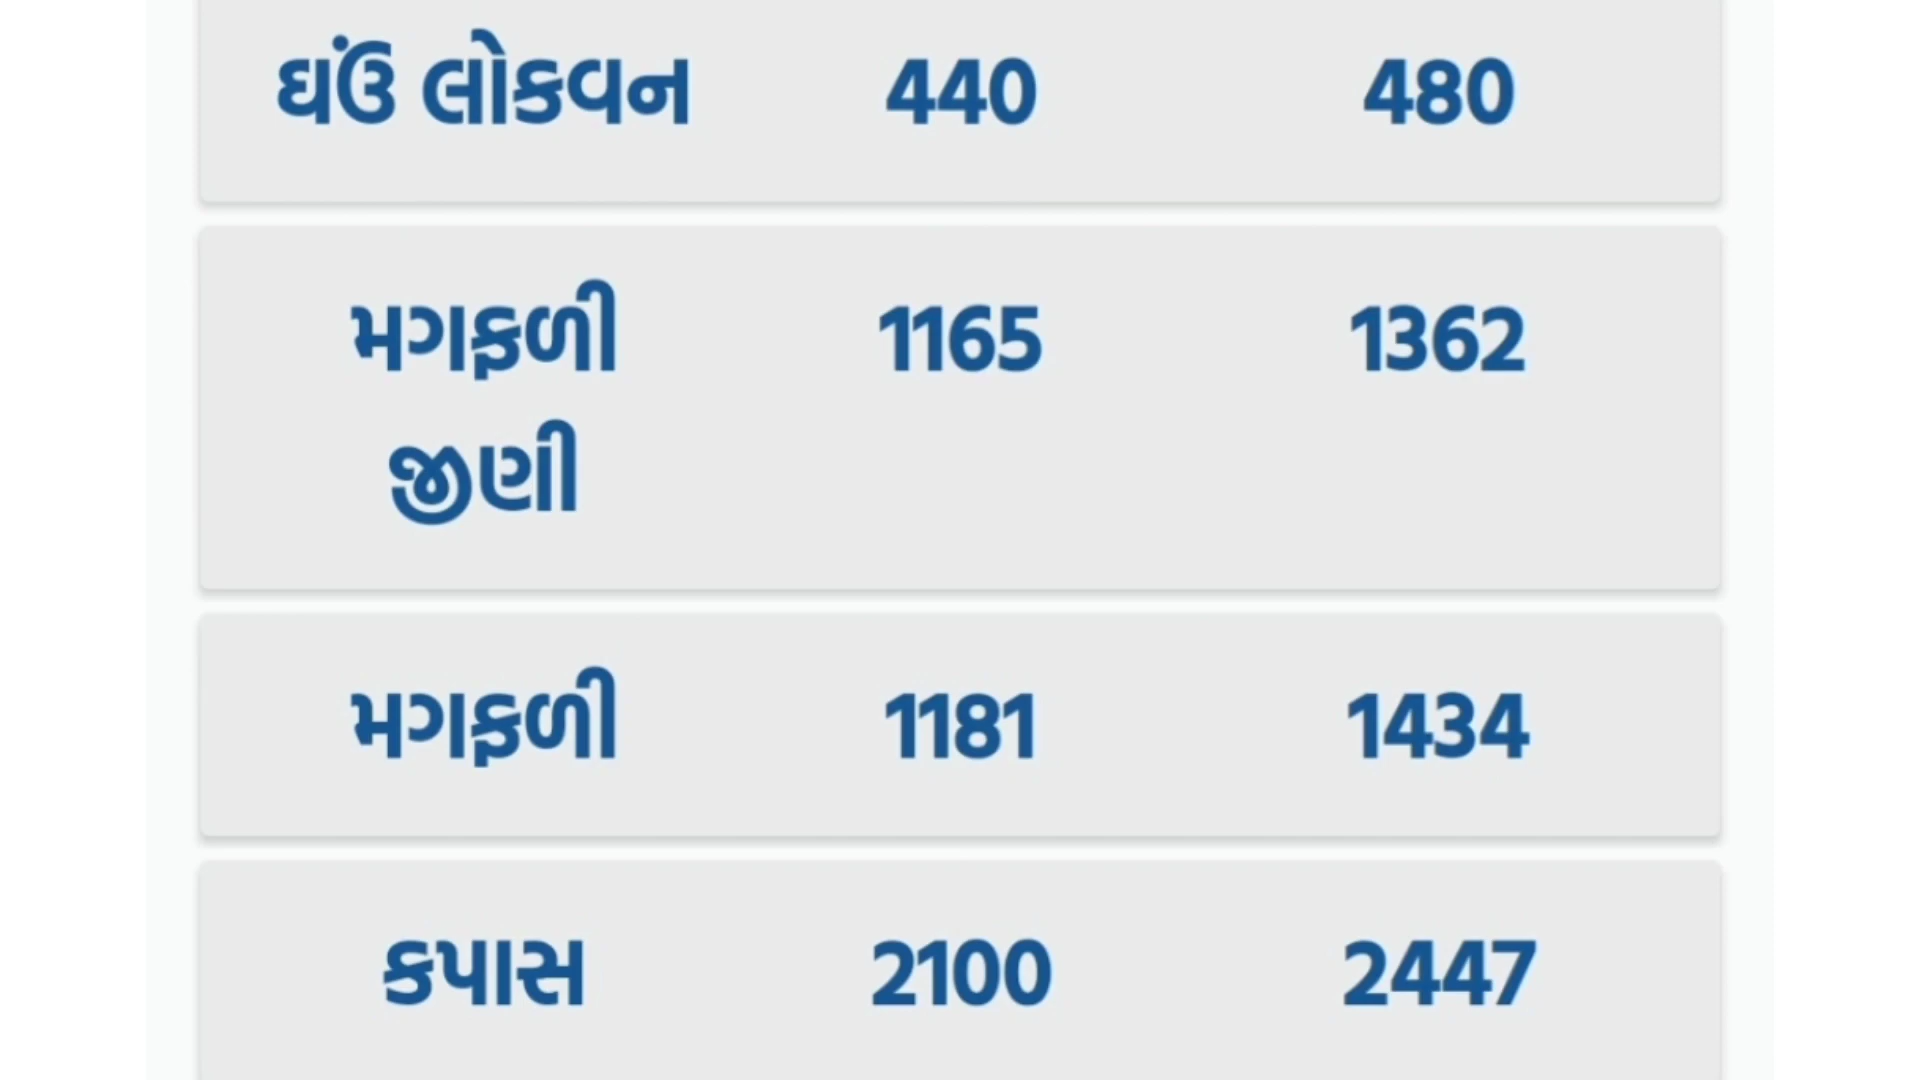 ઘઉં લોકવન 440 480
મગફળી 1165 1362
જીણી
મગફળી 1181 1434
કપાસ 2100 2447